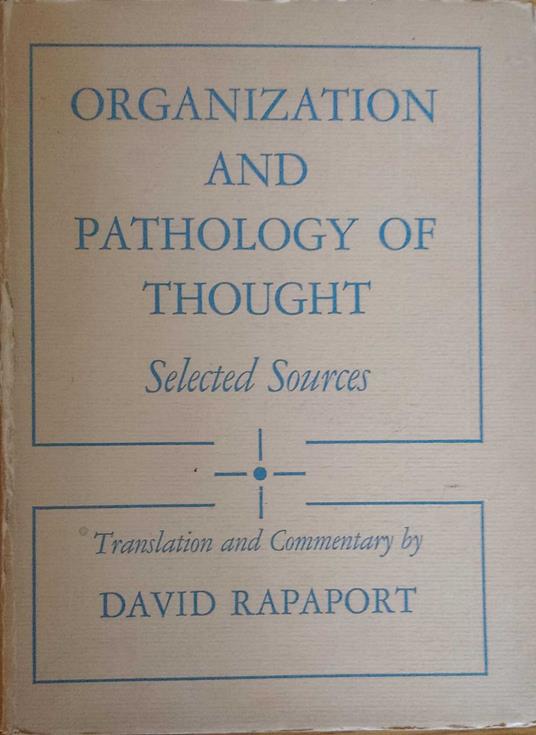 ORGANIZATION
AND
PATHOLOGY OF
THOUGHT
Selected Sources
Translation and Commentary by
DAVID RAPAPORT